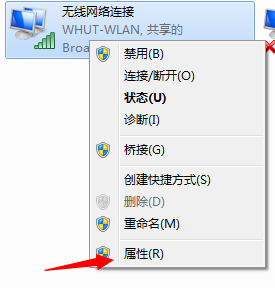 无线网络连接
WHUT-WLAN, 共享的
Broa
禁用(B)
连接/断开(O)
状态(U)
诊断(I)
桥接(G)
创建快捷方式(S)
删除(D)
重命名(M)
属性(R)